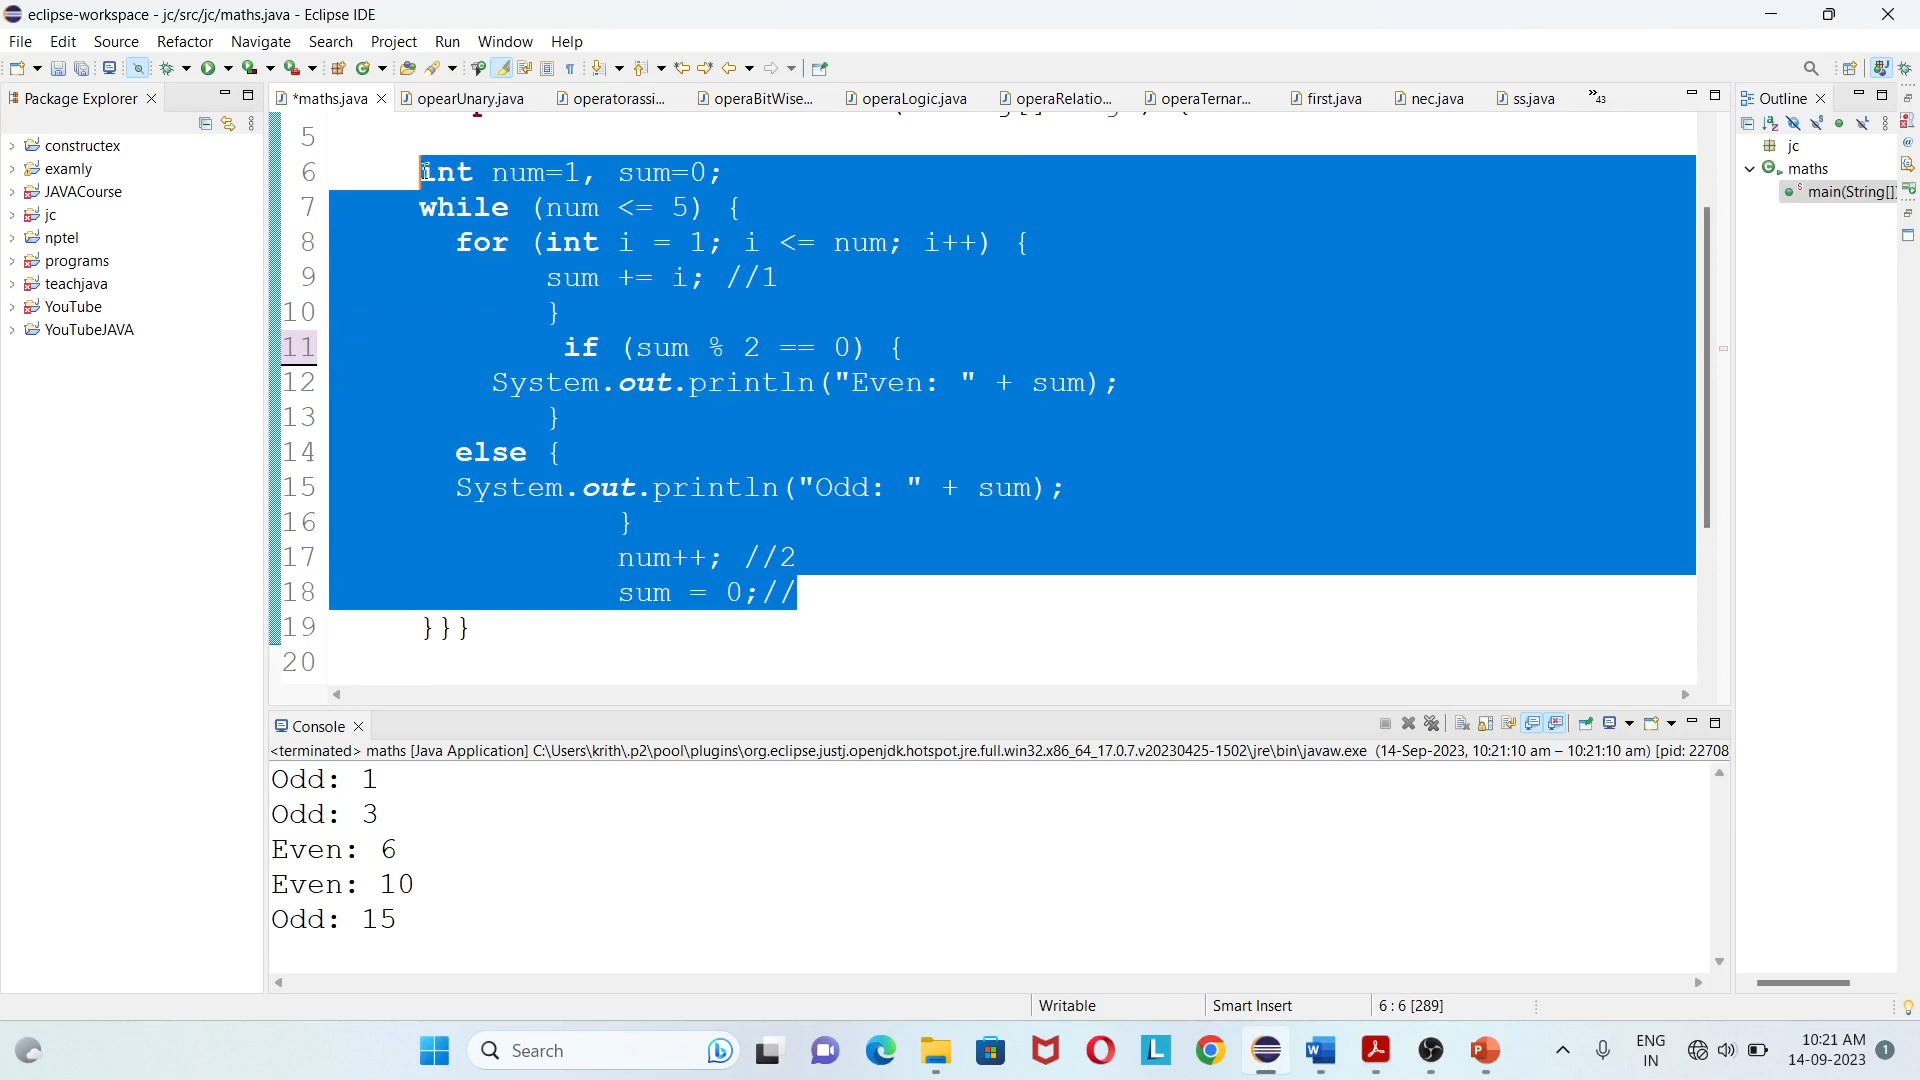 eclipse-workspace - jc/src/jc/maths.java - Eclipse IDE
File Edit Source Refactor Navigate Search Project Run Window Help
Package Explorer
*maths.java opearUnary.java operatorassi... operaBitWise... operaLogic.java operaRelatio... operaTernar... first.java nec.java ss.java »43
Outline
constructex
examly
JAVACourse
jc
nptel
programs
teachjava
YouTube
YouTubeJAVA
5
6 int num=1, sum=0;
7 while (num <= 5) {
8 for (int i = 1; i <= num; i++) {
9 sum += i; //1
10 }
11 if (sum % 2 == 0) {
12 System.out.println("Even: " + sum);
13 }
14 else {
15 System.out.println("Odd: " + sum);
16 }
17 num++; //2
18 sum = 0;//
19 }}}
20
jc
maths
main(String[])
Console
<terminated> maths [Java Application] C:\Users\krith\.p2\pool\plugins\org.eclipse.justj.openjdk.hotspot.jre.full.win32.x86_64_17.0.7.v20230425-1502\jre\bin\javaw.exe (14-Sep-2023, 10:21:10 am – 10:21:10 am) [pid: 22708
Odd: 1
Odd: 3
Even: 6
Even: 10
Odd: 15
Writable Smart Insert 6 : 6 [289]
Search
ENG
IN
10:21 AM
14-09-2023
1